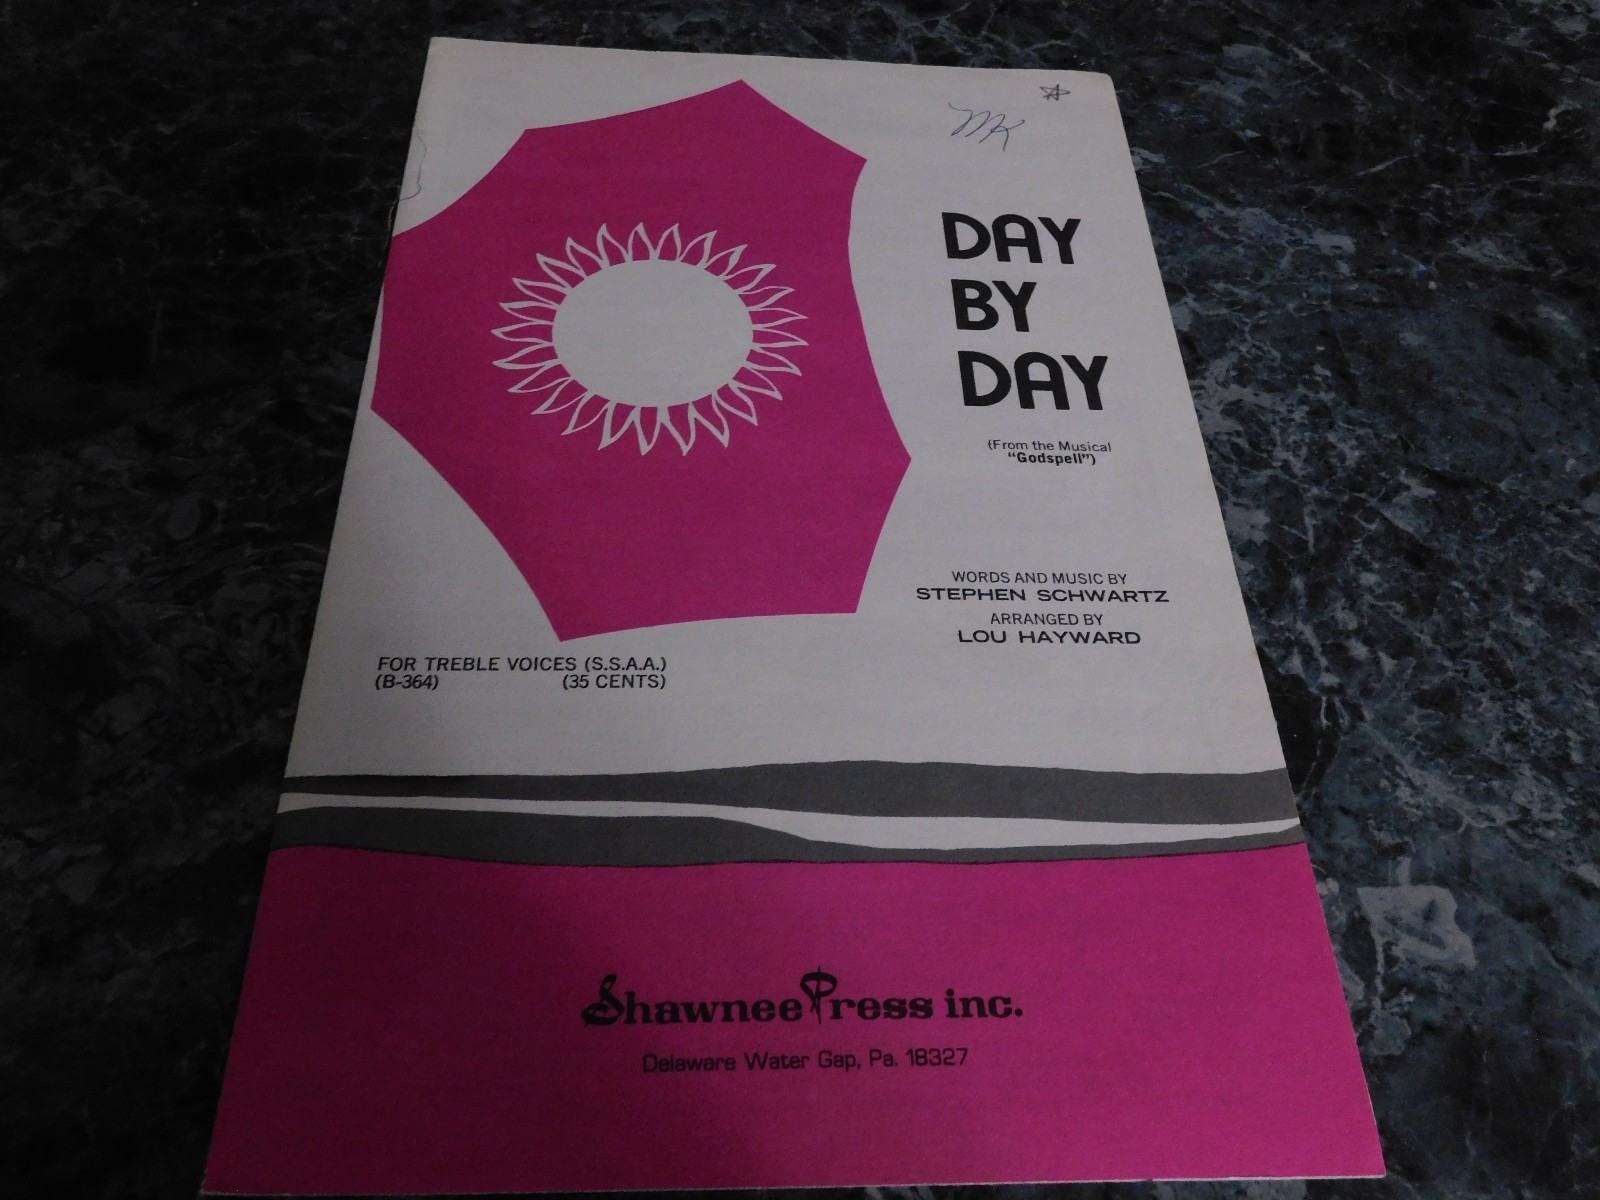 MK
DAY
BY
DAY
(From the Musical
"Godspell")
WORDS AND MUSIC BY
STEPHEN SCHWARTZ
ARRANGED BY
LOU HAYWARD
FOR TREBLE VOICES (S.S.A.A.)
(B-364) (35 CENTS)
Shawnee Press inc.
Delaware Water Gap, Pa. 18327